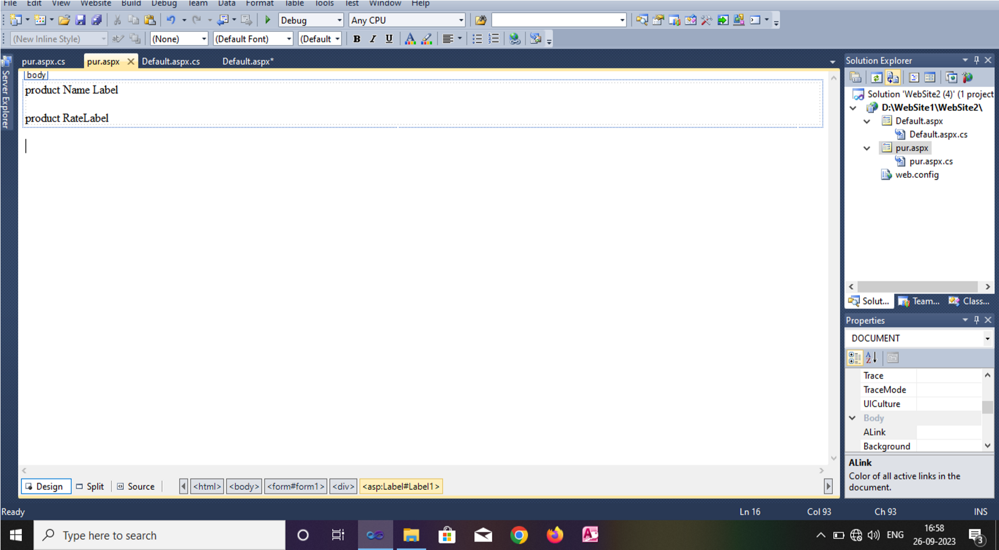 File Edit View Website Build Debug Team Data Format Table Tools Test Window Help
Debug Any CPU
(New Inline Style) (None) (Default Font) (Default B I U A
pur.aspx.cs pur.aspx Default.aspx.cs Default.aspx*
Server Explorer
body
product Name Label
product RateLabel
Design Split Source <html> <body> <form#form1> <div> <asp:Label#Label1>
Solution Explorer
Solution 'WebSite2 (4)' (1 project
D:\WebSite1\WebSite2\
Default.aspx
Default.aspx.cs
pur.aspx
pur.aspx.cs
web.config
Solut... Team... Class...
Properties
DOCUMENT
Trace
TraceMode
UICulture
Body
ALink
Background
ALink
Color of all active links in the
document.
Ready Ln 16 Col 93 Ch 93 INS
Type here to search ENG 16:58
26-09-2023 3